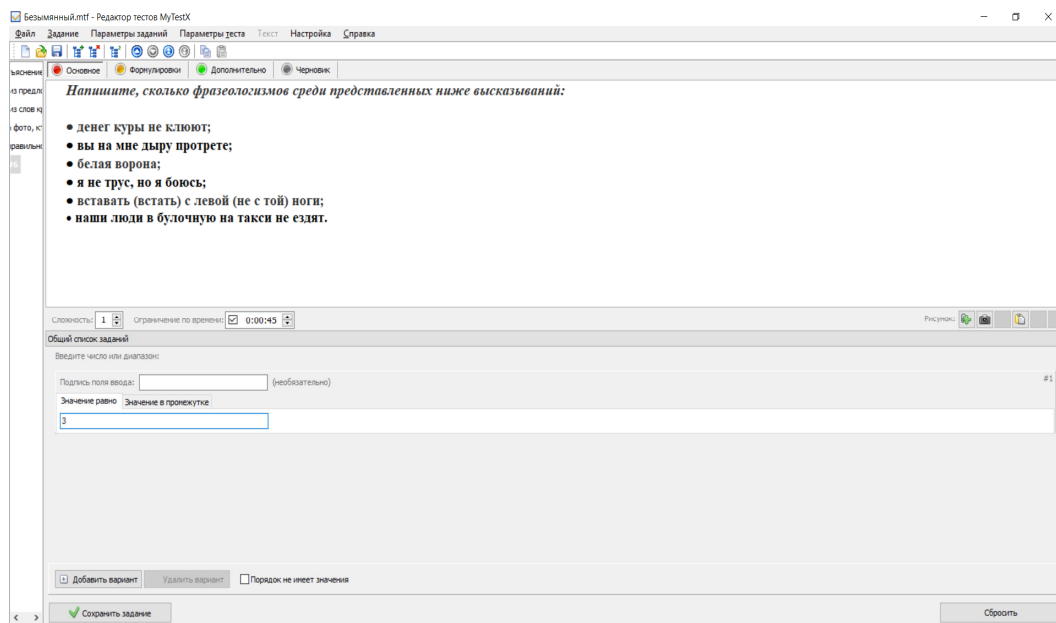 Безымянный.mtf - Редактор тестов MyTestX
Файл Задание Параметры заданий Параметры теста Текст Настройка Справка
Основное Формулировки Дополнительно Черновик
Напишите, сколько фразеологизмов среди представленных ниже высказываний:
• денег куры не клюют;
• вы на мне дыру протрете;
• белая ворона;
• я не трус, но я боюсь;
• вставать (встать) с левой (не с той) ноги;
• наши люди в булочную на такси не ездят.
Сложность: 1 Ограничение по времени: 0:00:45 Рисунок:
Общий список заданий
Введите число или диапазон:
Подпись поля ввода: (необязательно) #1
Значение равно Значение в промежутке
3
Добавить вариант Удалить вариант Порядок не имеет значения
Сохранить задание Сбросить